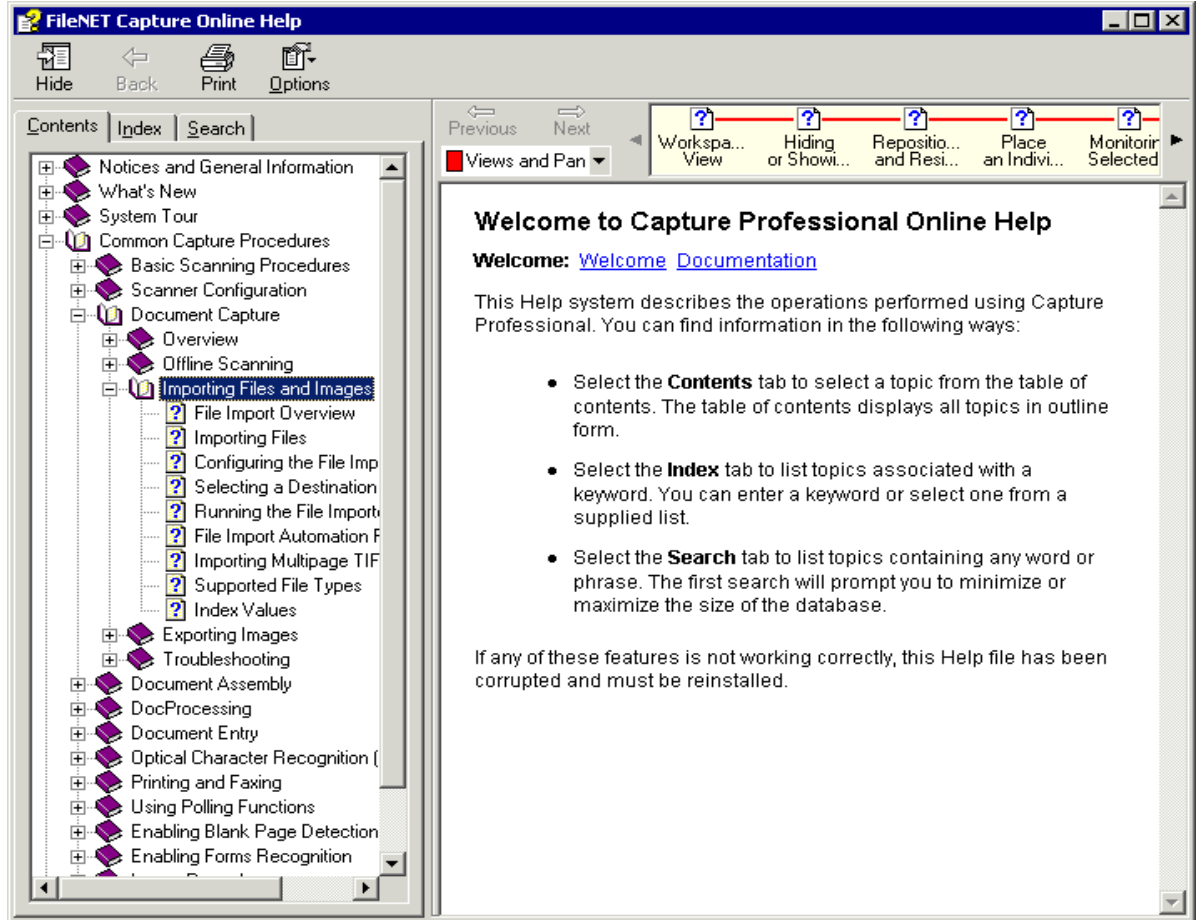 FileNET Capture Online Help
Hide Back Print Options
Contents Index Search
Notices and General Information
What's New
System Tour
Common Capture Procedures
Basic Scanning Procedures
Scanner Configuration
Document Capture
Overview
Offline Scanning
Importing Files and Images
File Import Overview
Importing Files
Configuring the File Imp
Selecting a Destination
Running the File Importe
File Import Automation
Importing Multipage TIF
Supported File Types
Index Values
Exporting Images
Troubleshooting
Document Assembly
DocProcessing
Document Entry
Optical Character Recognition (
Printing and Faxing
Using Polling Functions
Enabling Blank Page Detection
Enabling Forms Recognition
Previous Next
Views and Pan
Workspa...
View
Hiding
or Showi...
Repositio...
and Resi...
Place
an Indivi...
Monitorin
Selected
Welcome to Capture Professional Online Help
Welcome: Welcome Documentation
This Help system describes the operations performed using Capture
Professional. You can find information in the following ways:
● Select the Contents tab to select a topic from the table of
contents. The table of contents displays all topics in outline
form.
● Select the Index tab to list topics associated with a
keyword. You can enter a keyword or select one from a
supplied list.
● Select the Search tab to list topics containing any word or
phrase. The first search will prompt you to minimize or
maximize the size of the database.
If any of these features is not working correctly, this Help file has been
corrupted and must be reinstalled.